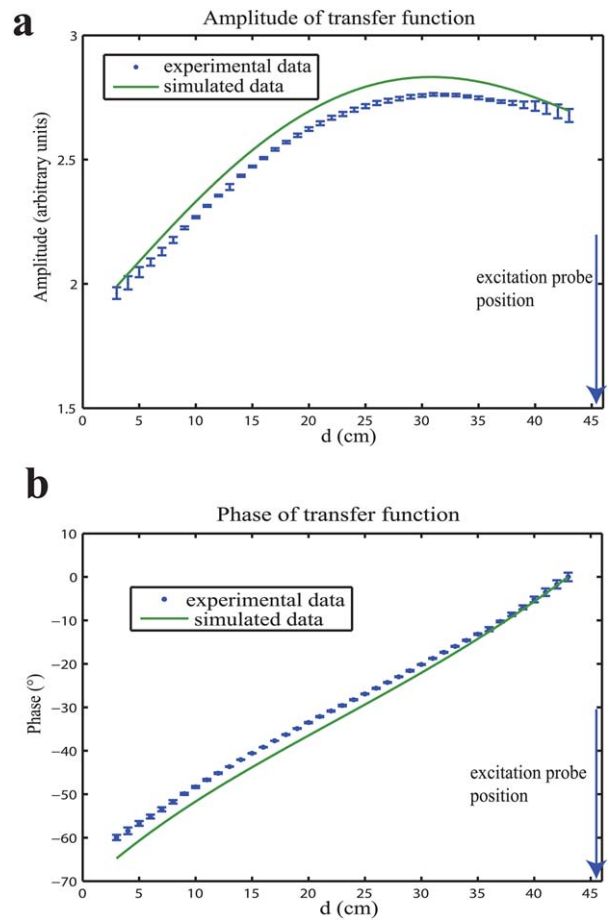 a
Amplitude of transfer function
3
experimental data
simulated data
2.5
Amplitude (arbitrary units)
2
excitation probe
position
1.5
0 5 10 15 20 25 30 35 40 45
d (cm)
b
Phase of transfer function
10
0
experimental data
simulated data
−10
−20
−30
Phase (°)
−40
excitation probe
position
−50
−60
−70
0 5 10 15 20 25 30 35 40 45
d (cm)